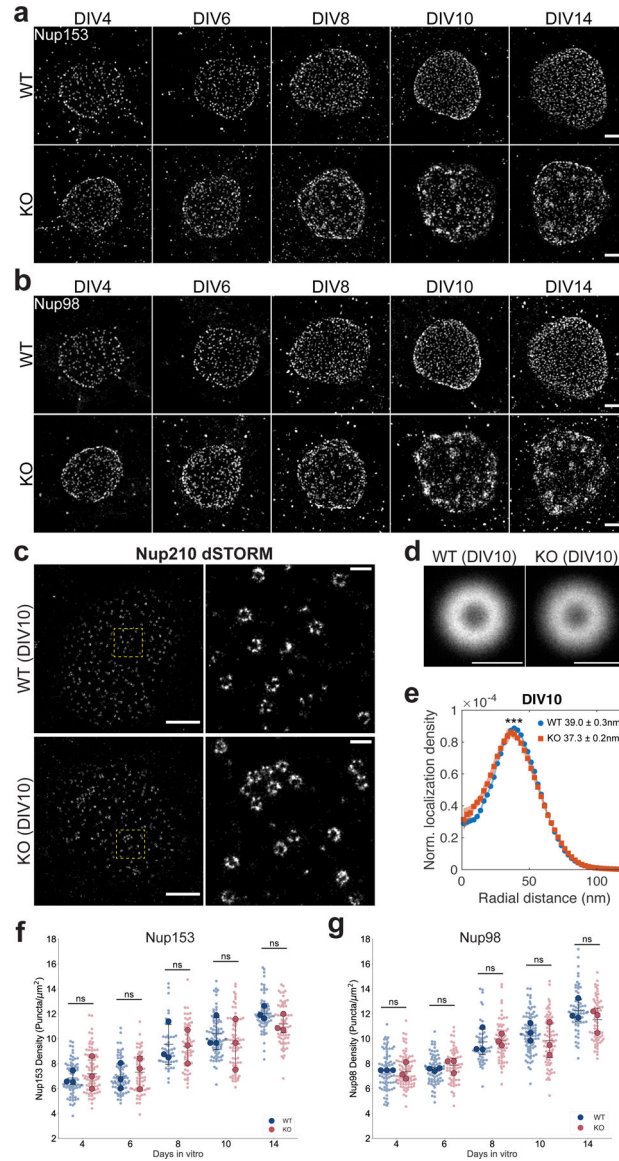 a
DIV4 DIV6 DIV8 DIV10 DIV14
Nup153
WT
KO
b
DIV4 DIV6 DIV8 DIV10 DIV14
Nup98
WT
KO
c
Nup210 dSTORM
WT (DIV10)
KO (DIV10)
d
WT (DIV10) KO (DIV10)
e
DIV10
×10⁻⁴
***
WT 39.0 ± 0.3nm
KO 37.3 ± 0.2nm
Norm. localization density
1
0.8
0.6
0.4
0.2
0
0 50 100
Radial distance (nm)
f
Nup153
Nup153 Density (Puncta/µm²)
18
16
14
12
10
8
6
4
2
ns ns ns ns ns
WT
KO
4 6 8 10 14
Days in vitro
g
Nup98
Nup98 Density (Puncta/µm²)
18
16
14
12
10
8
6
4
2
ns ns ns ns ns
WT
KO
4 6 8 10 14
Days in vitro